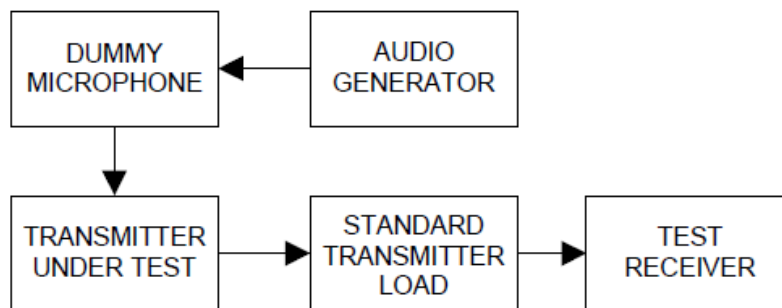 DUMMY
MICROPHONE
AUDIO
GENERATOR
TRANSMITTER
UNDER TEST
STANDARD
TRANSMITTER
LOAD
TEST
RECEIVER